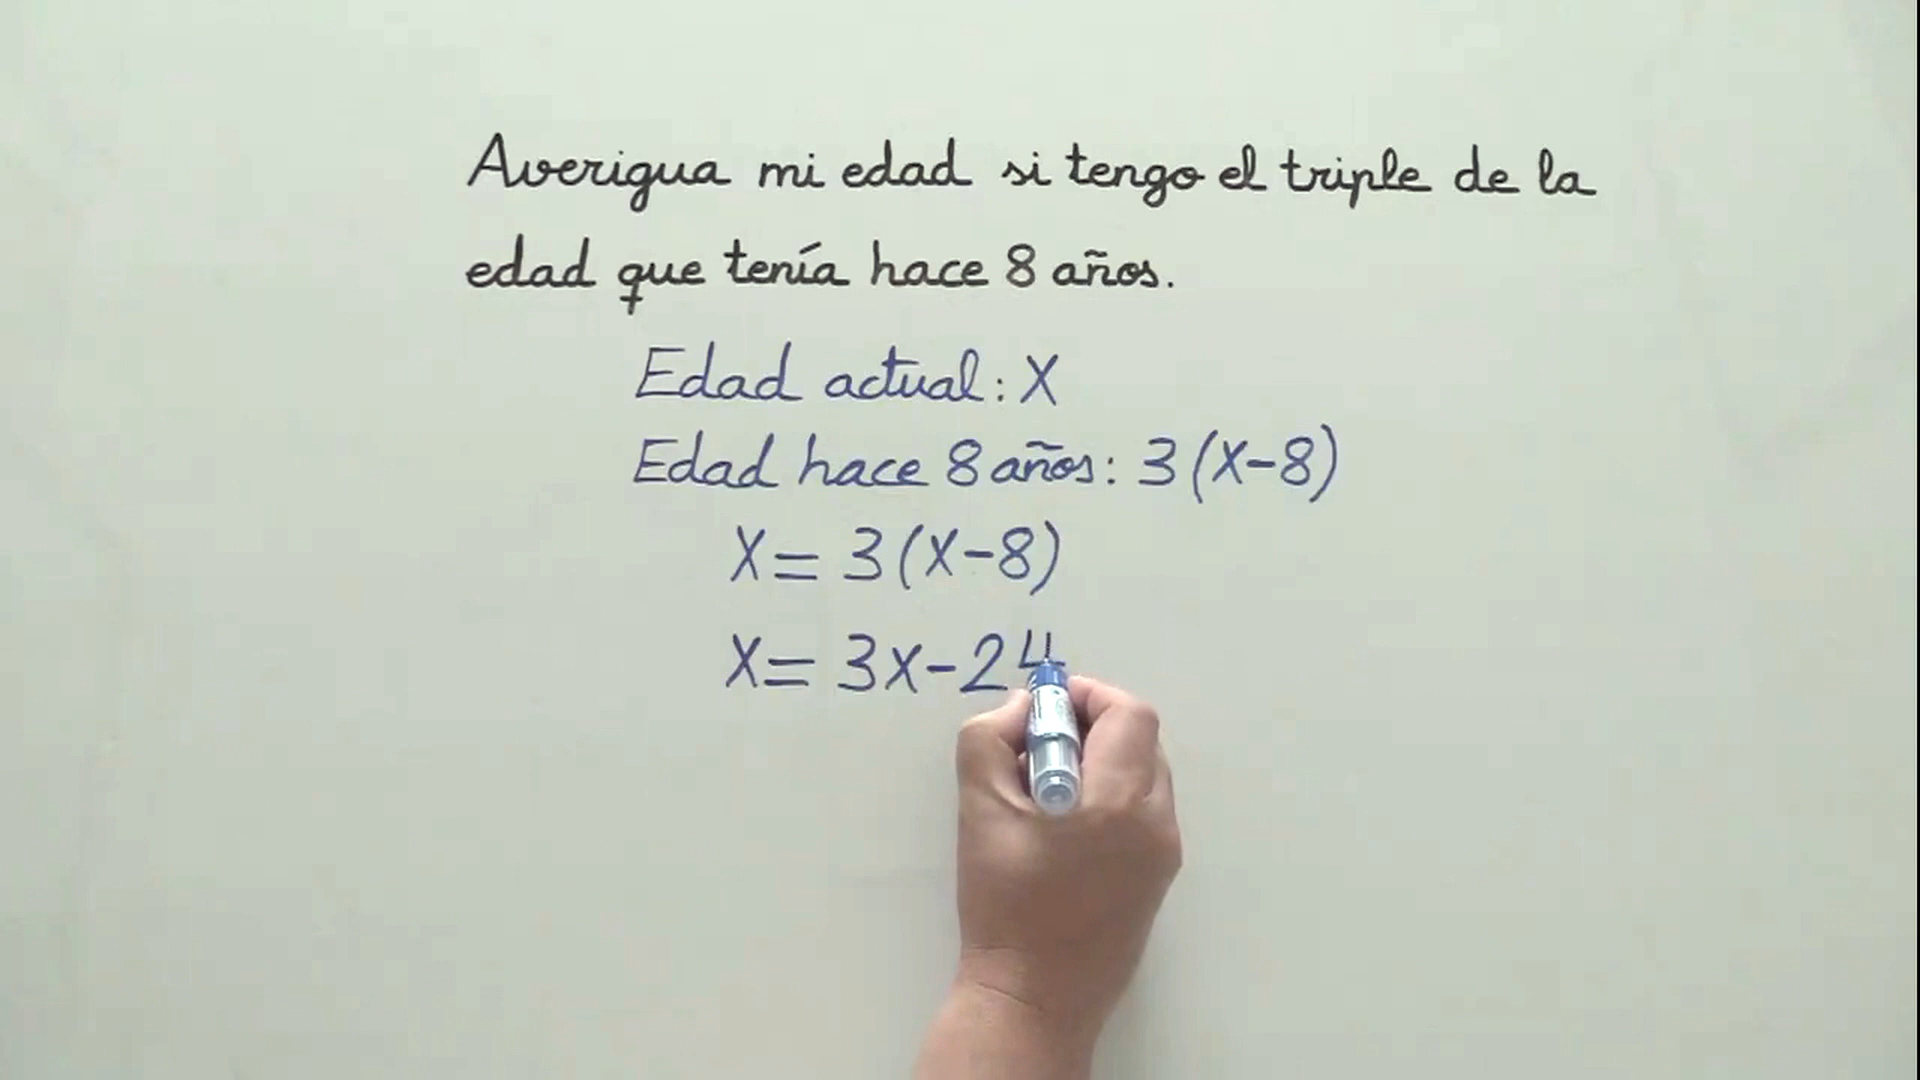 Averigua mi edad si tengo el triple de la
edad que tenía hace 8 años.
Edad actual: X
Edad hace 8 años: 3(X-8)
X = 3(X-8)
X = 3x-24